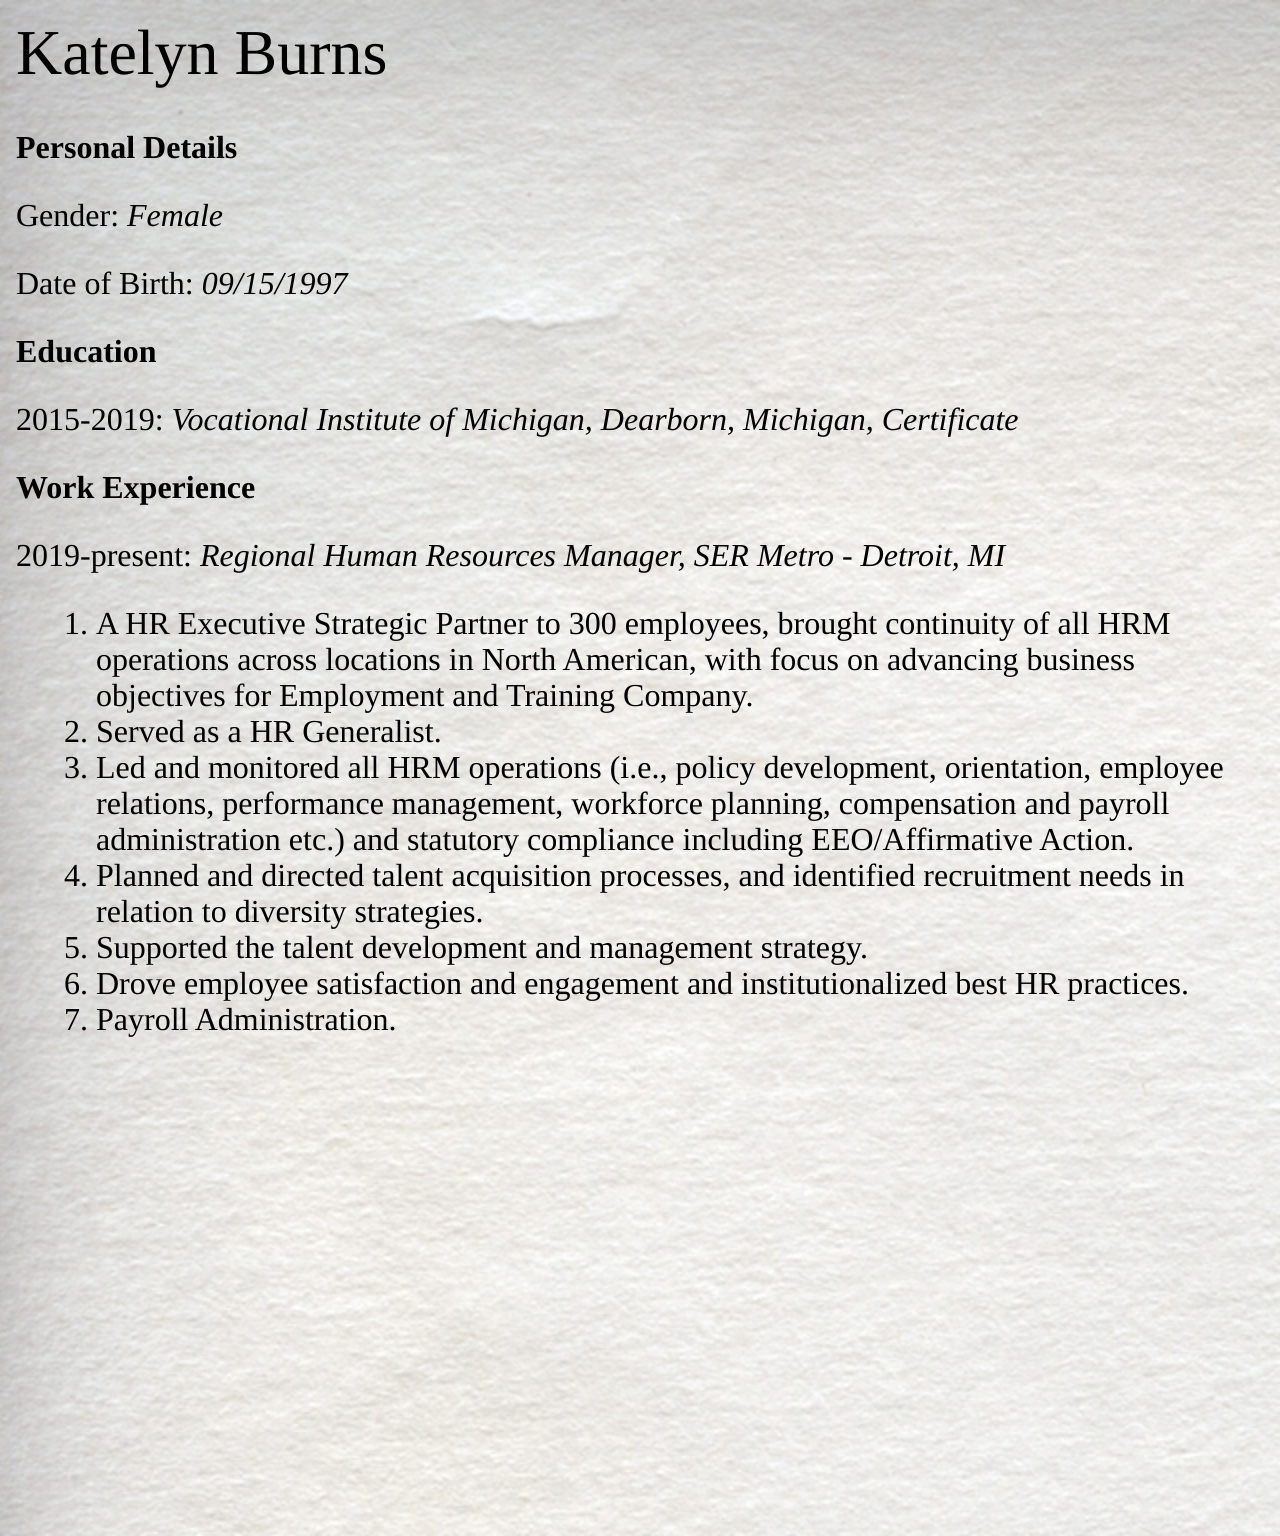 Katelyn Burns
Personal Details
Gender: Female
Date of Birth: 09/15/1997
Education
2015-2019: Vocational Institute of Michigan, Dearborn, Michigan, Certificate
Work Experience
2019-present: Regional Human Resources Manager, SER Metro - Detroit, MI
1. A HR Executive Strategic Partner to 300 employees, brought continuity of all HRM
operations across locations in North American, with focus on advancing business
objectives for Employment and Training Company.
2. Served as a HR Generalist.
3. Led and monitored all HRM operations (i.e., policy development, orientation, employee
relations, performance management, workforce planning, compensation and payroll
administration etc.) and statutory compliance including EEO/Affirmative Action.
4. Planned and directed talent acquisition processes, and identified recruitment needs in
relation to diversity strategies.
5. Supported the talent development and management strategy.
6. Drove employee satisfaction and engagement and institutionalized best HR practices.
7. Payroll Administration.